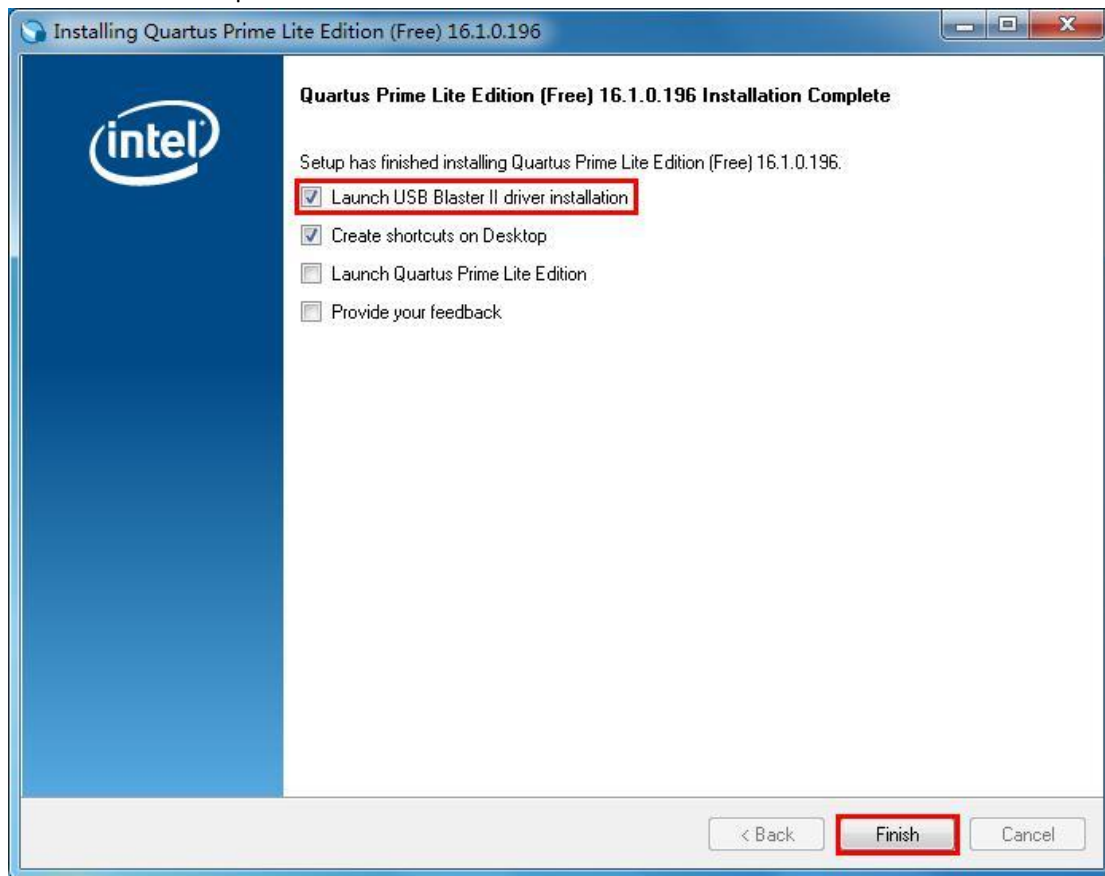 Installing Quartus Prime Lite Edition (Free) 16.1.0.196
intel
Quartus Prime Lite Edition (Free) 16.1.0.196 Installation Complete
Setup has finished installing Quartus Prime Lite Edition (Free) 16.1.0.196.
Launch USB Blaster II driver installation
Create shortcuts on Desktop
Launch Quartus Prime Lite Edition
Provide your feedback
< Back Finish Cancel